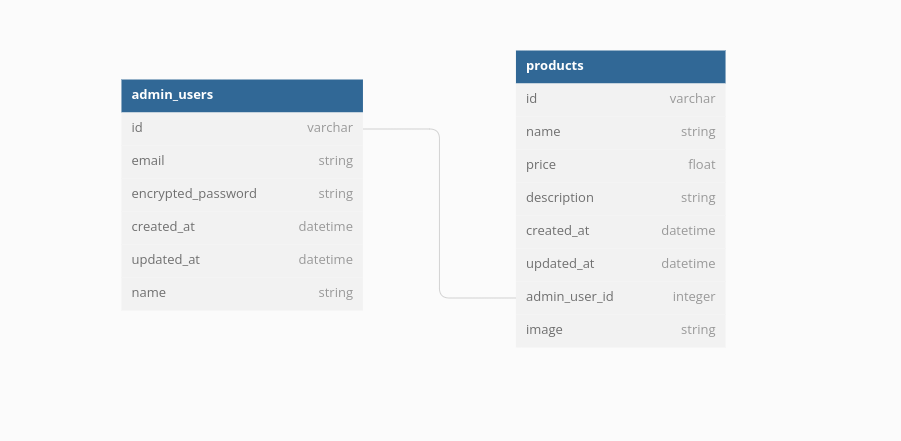 admin_users
id varchar
email string
encrypted_password string
created_at datetime
updated_at datetime
name string
products
id varchar
name string
price float
description string
created_at datetime
updated_at datetime
admin_user_id integer
image string